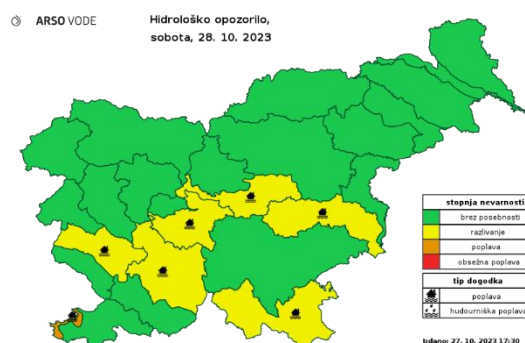 ARSO VODE
Hidrološko opozorilo,
sobota, 28. 10. 2023
stopnja nevarnosti
brez posebnosti
razlivanje
poplava
obsežna poplava
tip dogodka
poplava
hudourniška poplava
Izdano: 27. 10. 2023 17:30